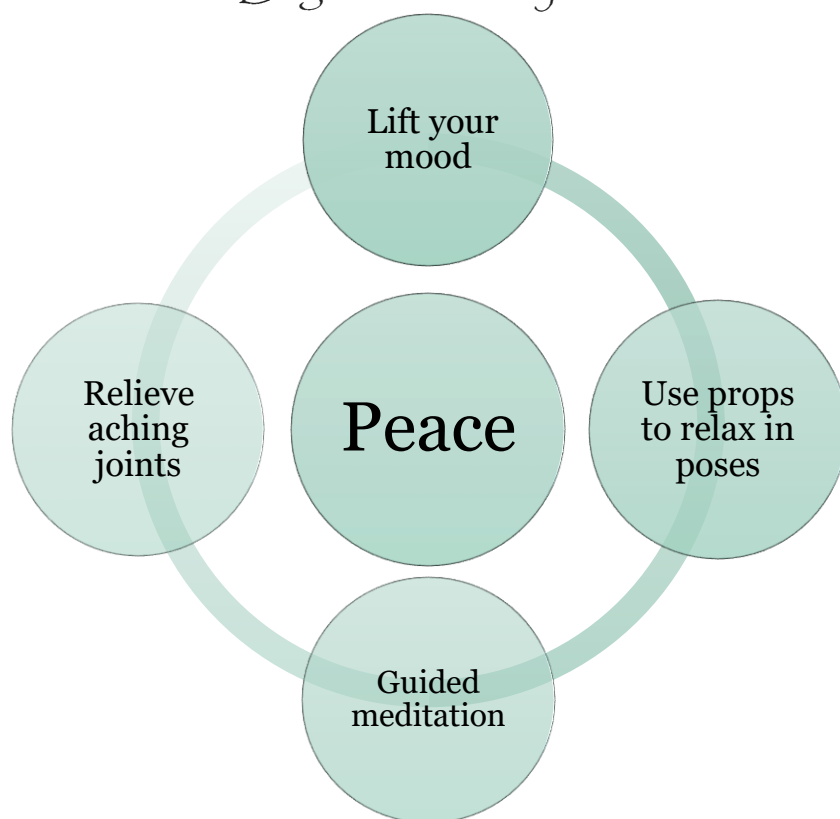 Lift your
mood
Relieve
aching
joints
Peace
Use props
to relax in
poses
Guided
meditation